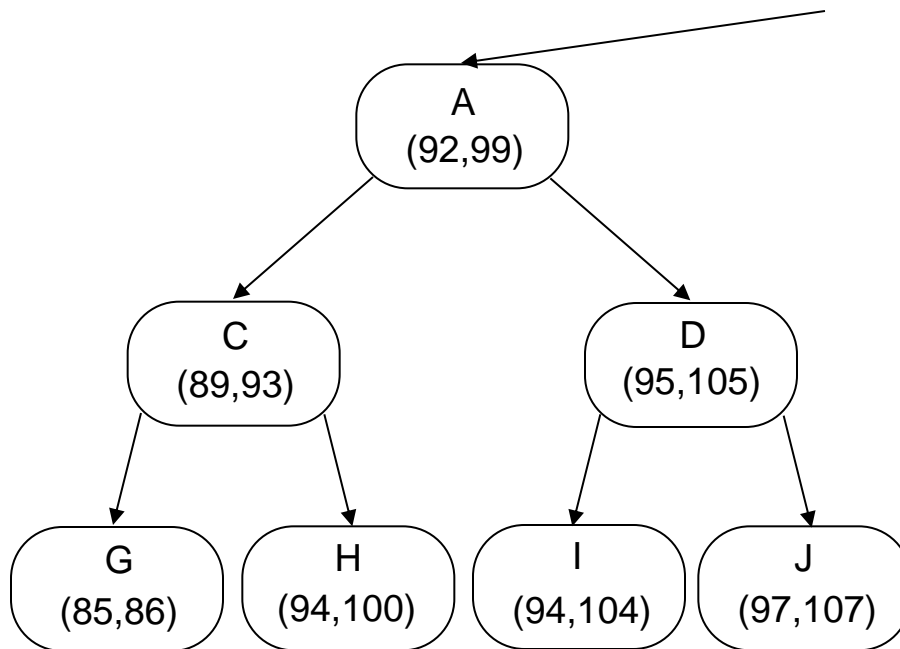 A
(92,99)
C
(89,93)
D
(95,105)
G
(85,86)
H
(94,100)
I
(94,104)
J
(97,107)